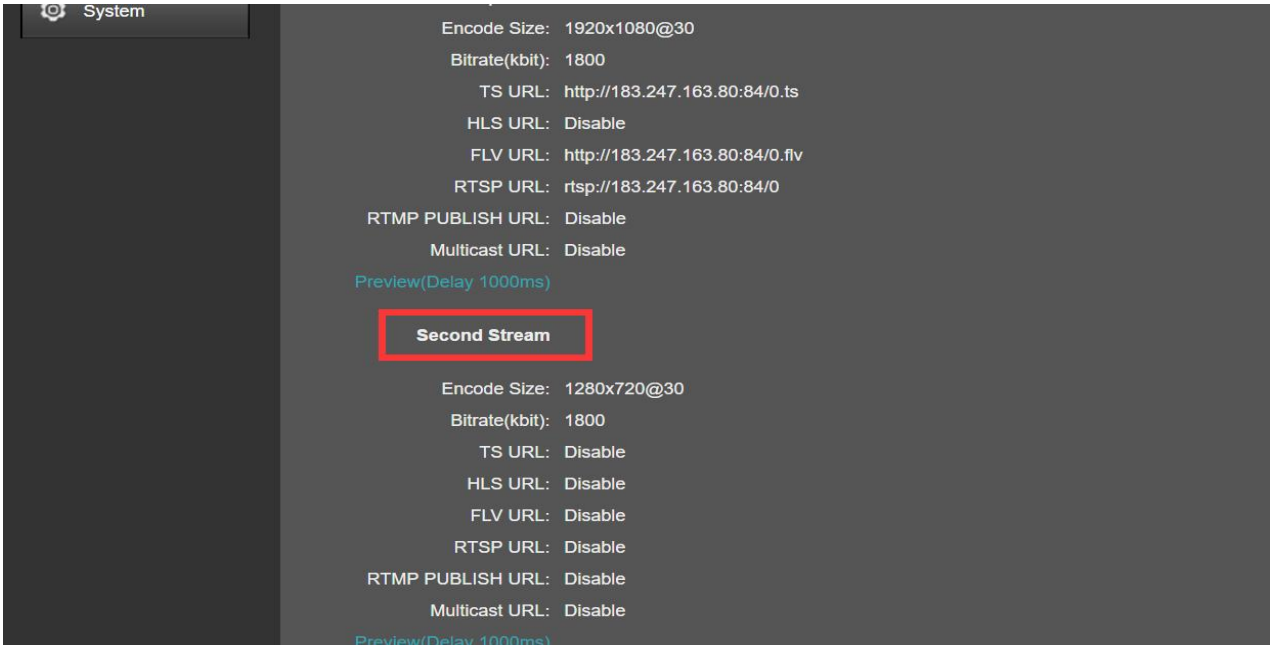 System
Encode Size: 1920x1080@30
Bitrate(kbit): 1800
TS URL: http://183.247.163.80:84/0.ts
HLS URL: Disable
FLV URL: http://183.247.163.80:84/0.flv
RTSP URL: rtsp://183.247.163.80:84/0
RTMP PUBLISH URL: Disable
Multicast URL: Disable
Preview(Delay 1000ms)
Second Stream
Encode Size: 1280x720@30
Bitrate(kbit): 1800
TS URL: Disable
HLS URL: Disable
FLV URL: Disable
RTSP URL: Disable
RTMP PUBLISH URL: Disable
Multicast URL: Disable
Preview(Delay 1000ms)